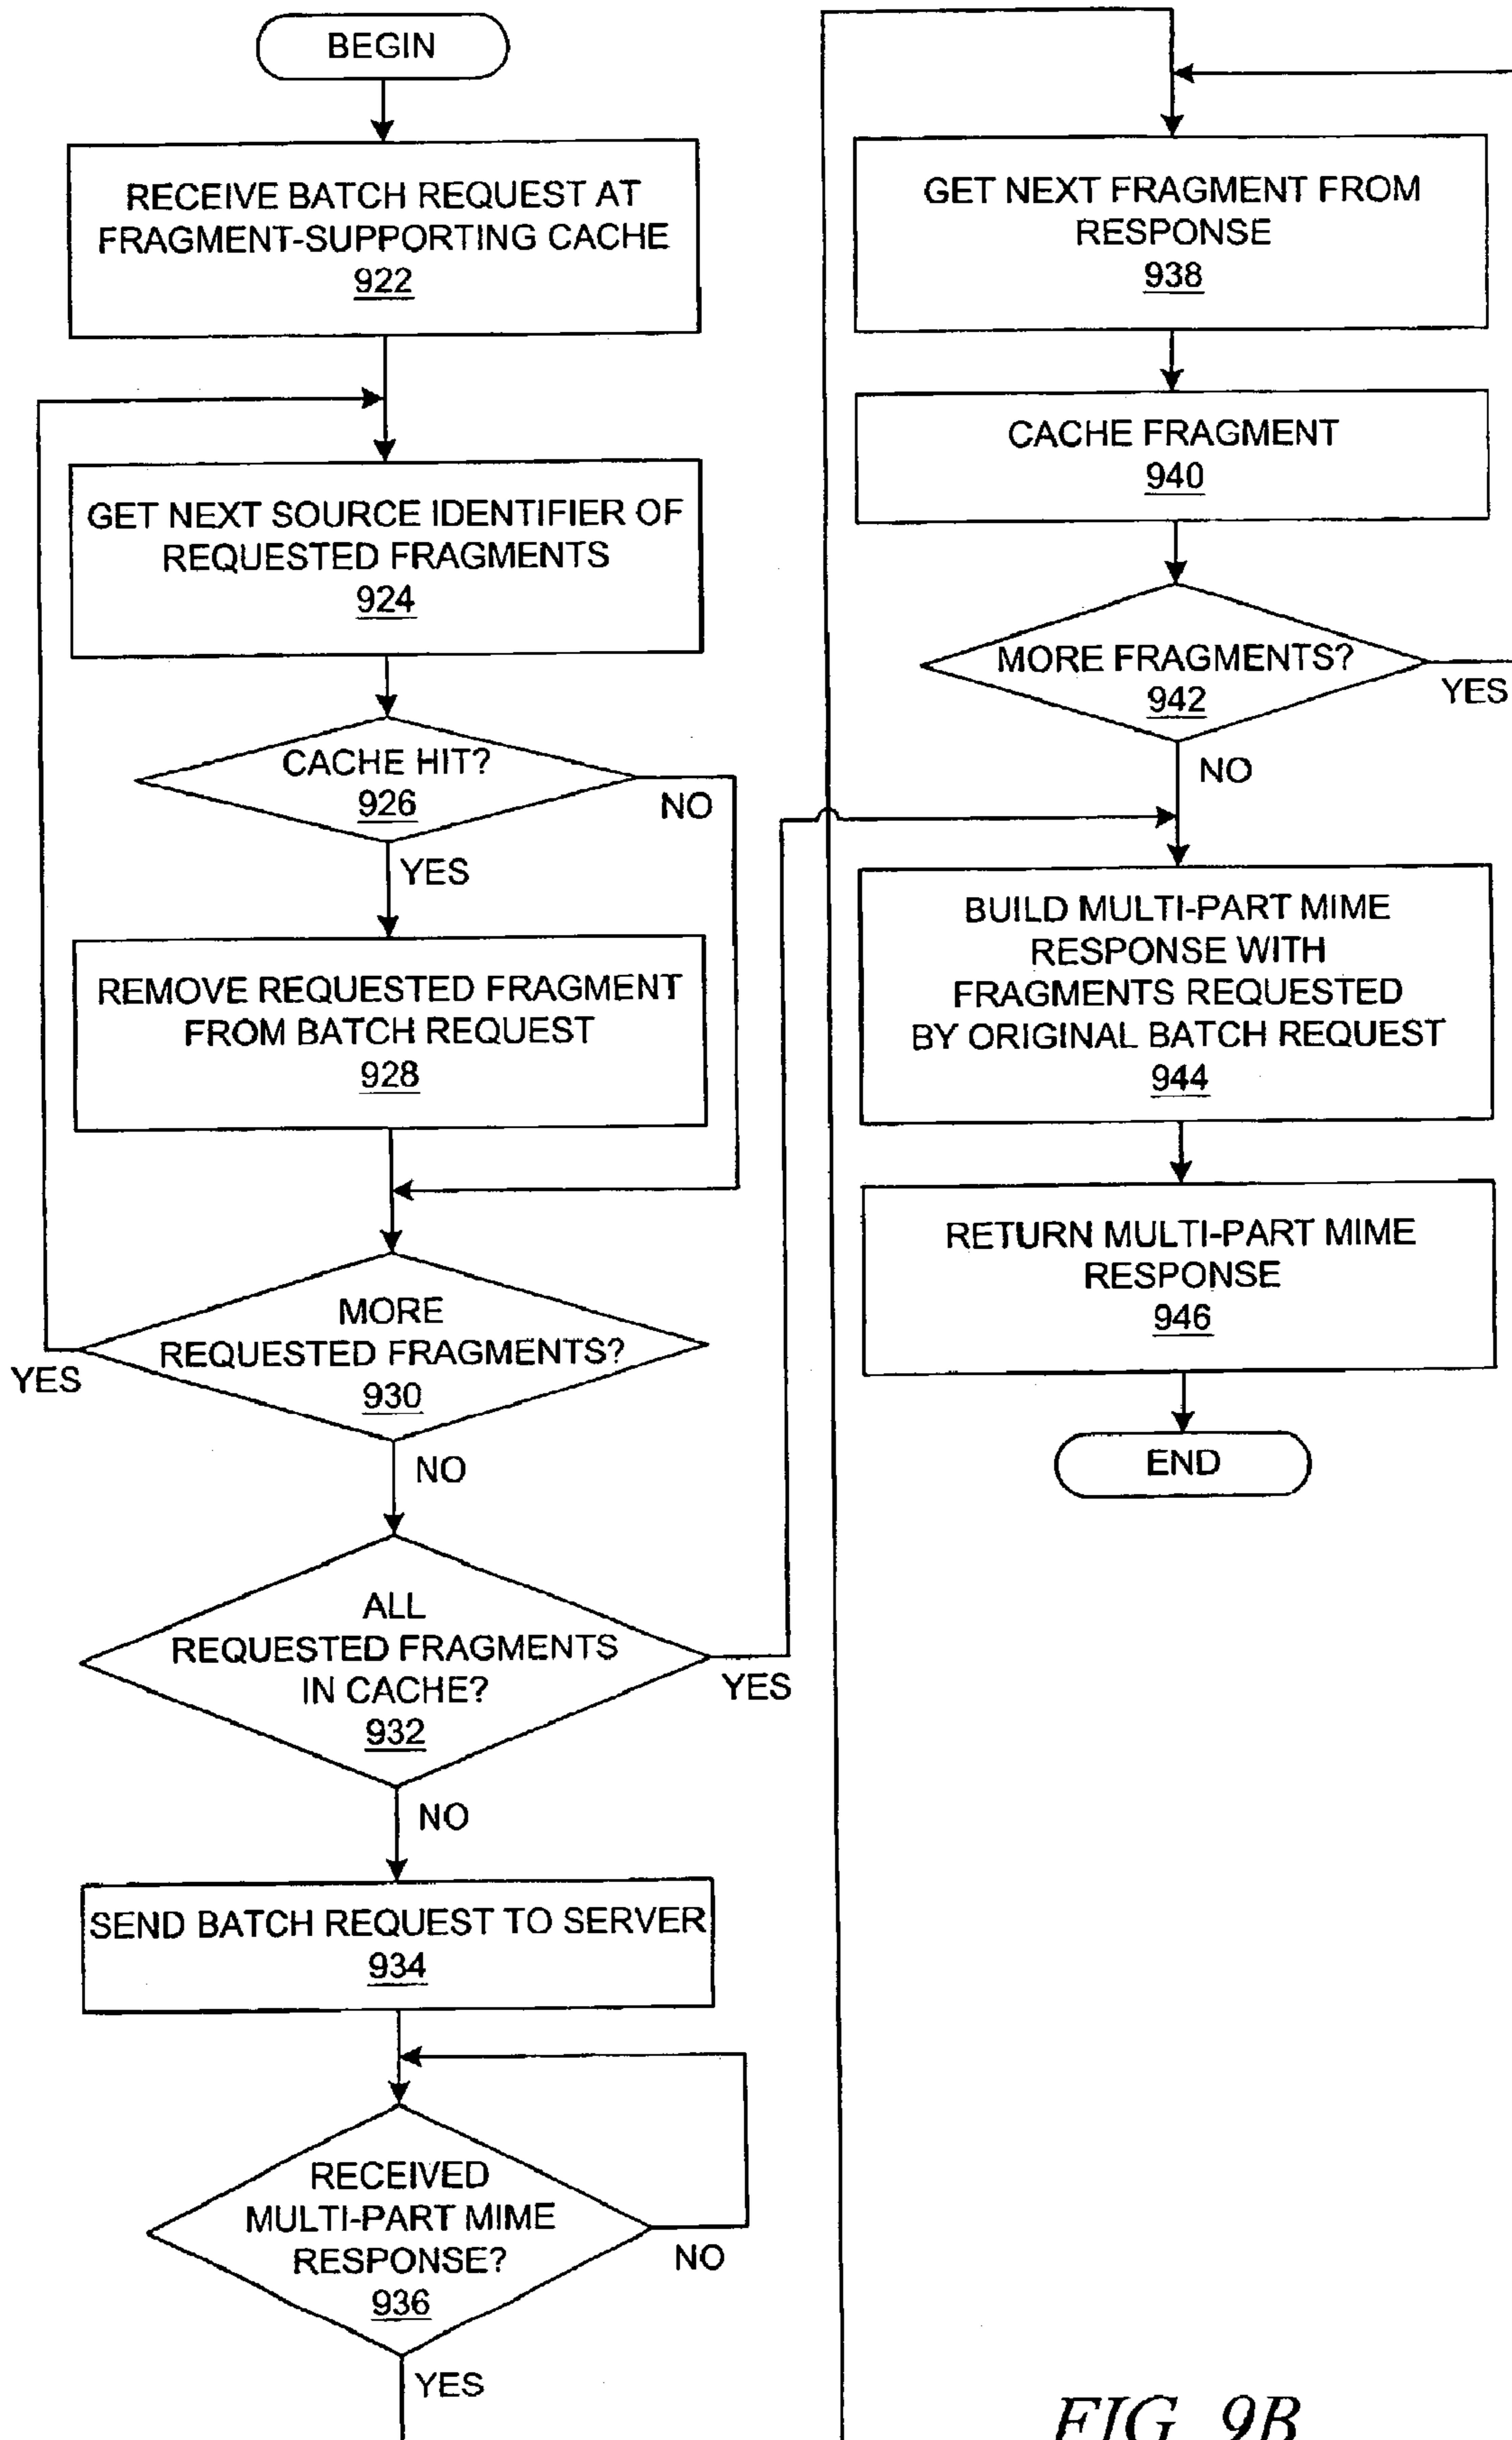 BEGIN
RECEIVE BATCH REQUEST AT
FRAGMENT-SUPPORTING CACHE
922
GET NEXT SOURCE IDENTIFIER OF
REQUESTED FRAGMENTS
924
CACHE HIT?
926
NO
YES
REMOVE REQUESTED FRAGMENT
FROM BATCH REQUEST
928
MORE
REQUESTED FRAGMENTS?
930
YES
NO
ALL
REQUESTED FRAGMENTS
IN CACHE?
932
YES
NO
SEND BATCH REQUEST TO SERVER
934
RECEIVED
MULTI-PART MIME
RESPONSE?
936
NO
YES
GET NEXT FRAGMENT FROM
RESPONSE
938
CACHE FRAGMENT
940
MORE FRAGMENTS?
942
YES
NO
BUILD MULTI-PART MIME
RESPONSE WITH
FRAGMENTS REQUESTED
BY ORIGINAL BATCH REQUEST
944
RETURN MULTI-PART MIME
RESPONSE
946
END
FIG. 9B